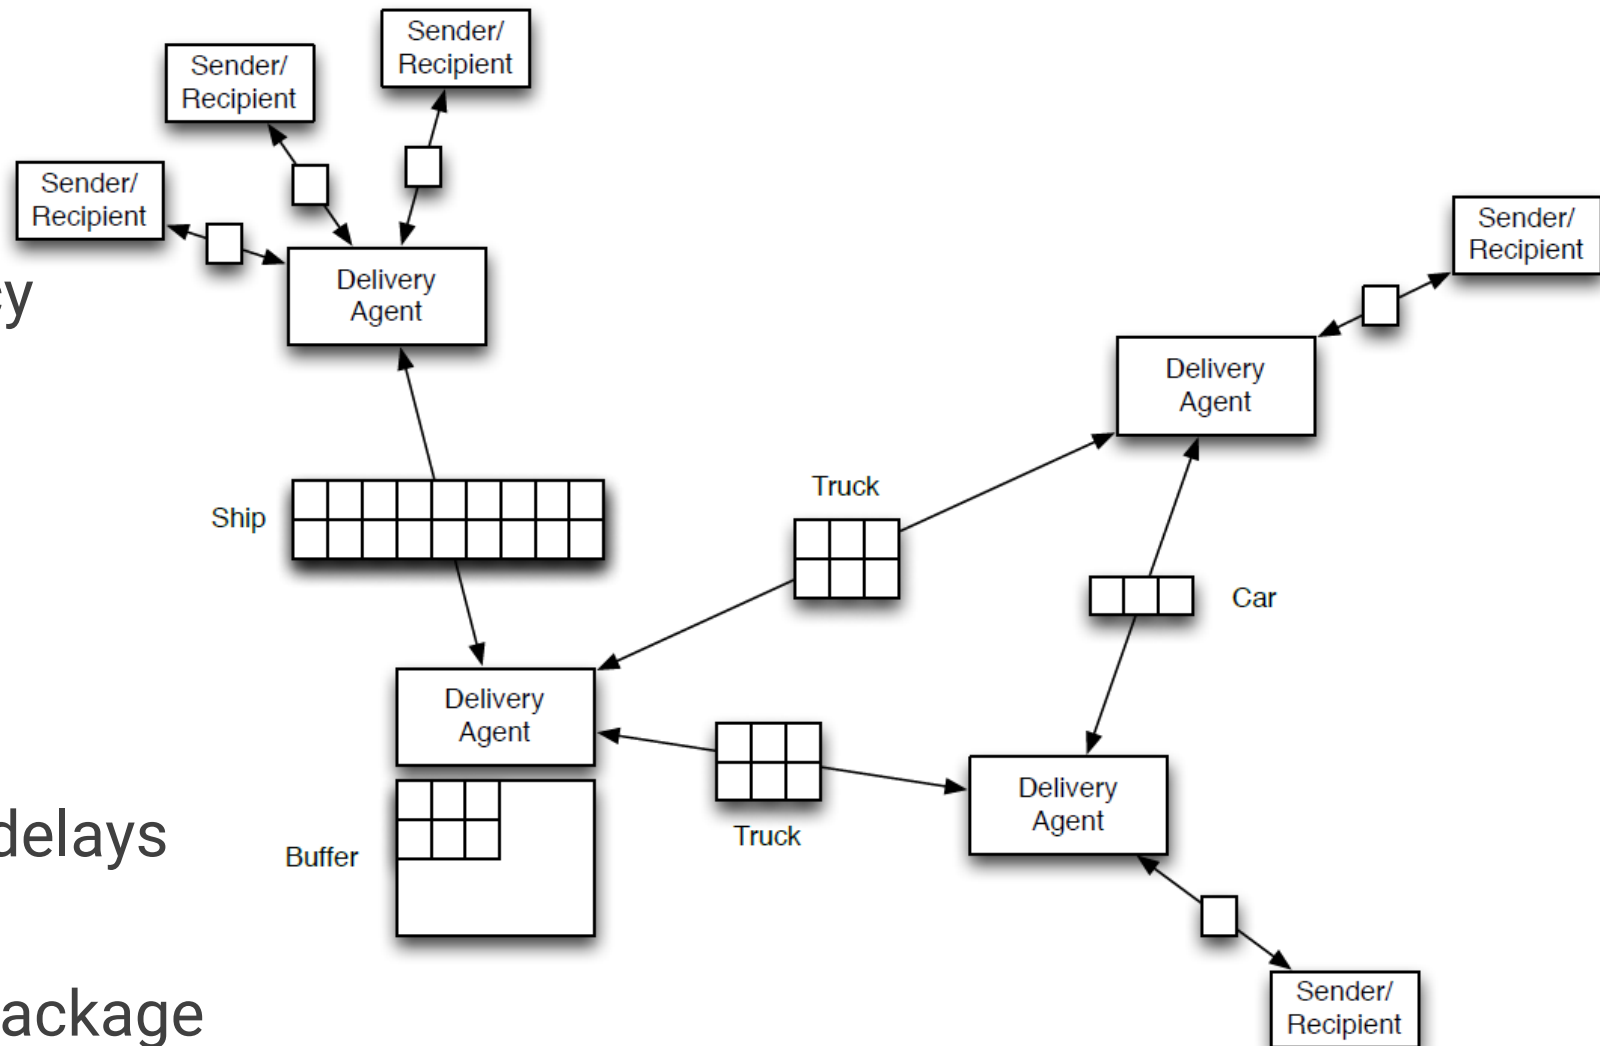 Sender/
Recipient
Sender/
Recipient
Sender/
Recipient
Sender/
Recipient
Delivery
Agent
cy
Delivery
Agent
Truck
Ship
Car
Delivery
Agent
Delivery
Agent
Truck
delays
Buffer
ackage
Sender/
Recipient